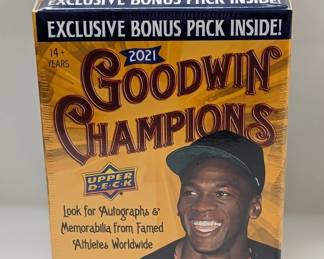 EXCLUSIVE BONUS PACK INSIDE!
EXCLUSIVE BONUS PACK INSIDE!
14+
YEARS
2021
GOODWIN
CHAMPIONS
UPPER
D·E·C·K
Look for Autographs &
Memorabilia from Famed
Athletes Worldwide